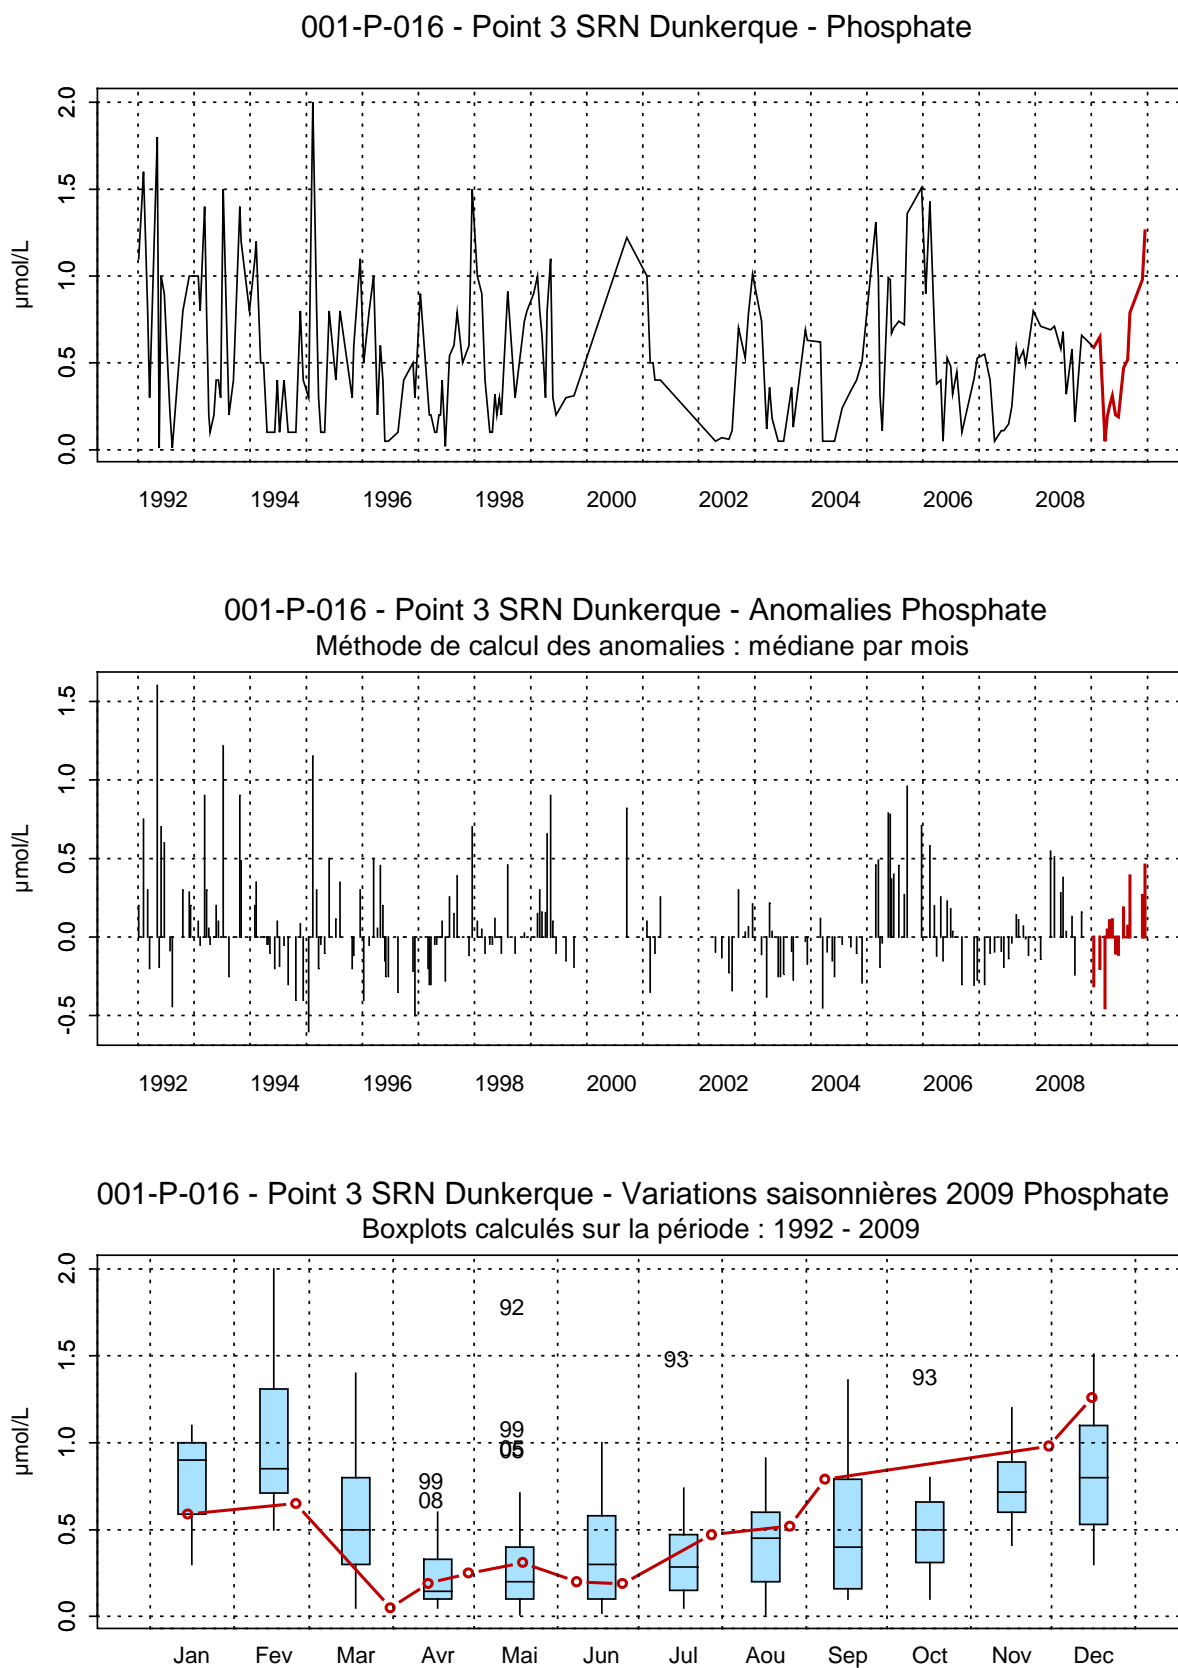 001-P-016 - Point 3 SRN Dunkerque - Phosphate
2.0
1.5
1.0
0.5
0.0
µmol/L
1992 1994 1996 1998 2000 2002 2004 2006 2008
001-P-016 - Point 3 SRN Dunkerque - Anomalies Phosphate
Méthode de calcul des anomalies : médiane par mois
1.5
1.0
0.5
0.0
-0.5
µmol/L
1992 1994 1996 1998 2000 2002 2004 2006 2008
001-P-016 - Point 3 SRN Dunkerque - Variations saisonnières 2009 Phosphate
Boxplots calculés sur la période : 1992 - 2009
2.0
1.5
1.0
0.5
0.0
µmol/L
92
93
93
99
05
99
08
Jan Fev Mar Avr Mai Jun Jul Aou Sep Oct Nov Dec